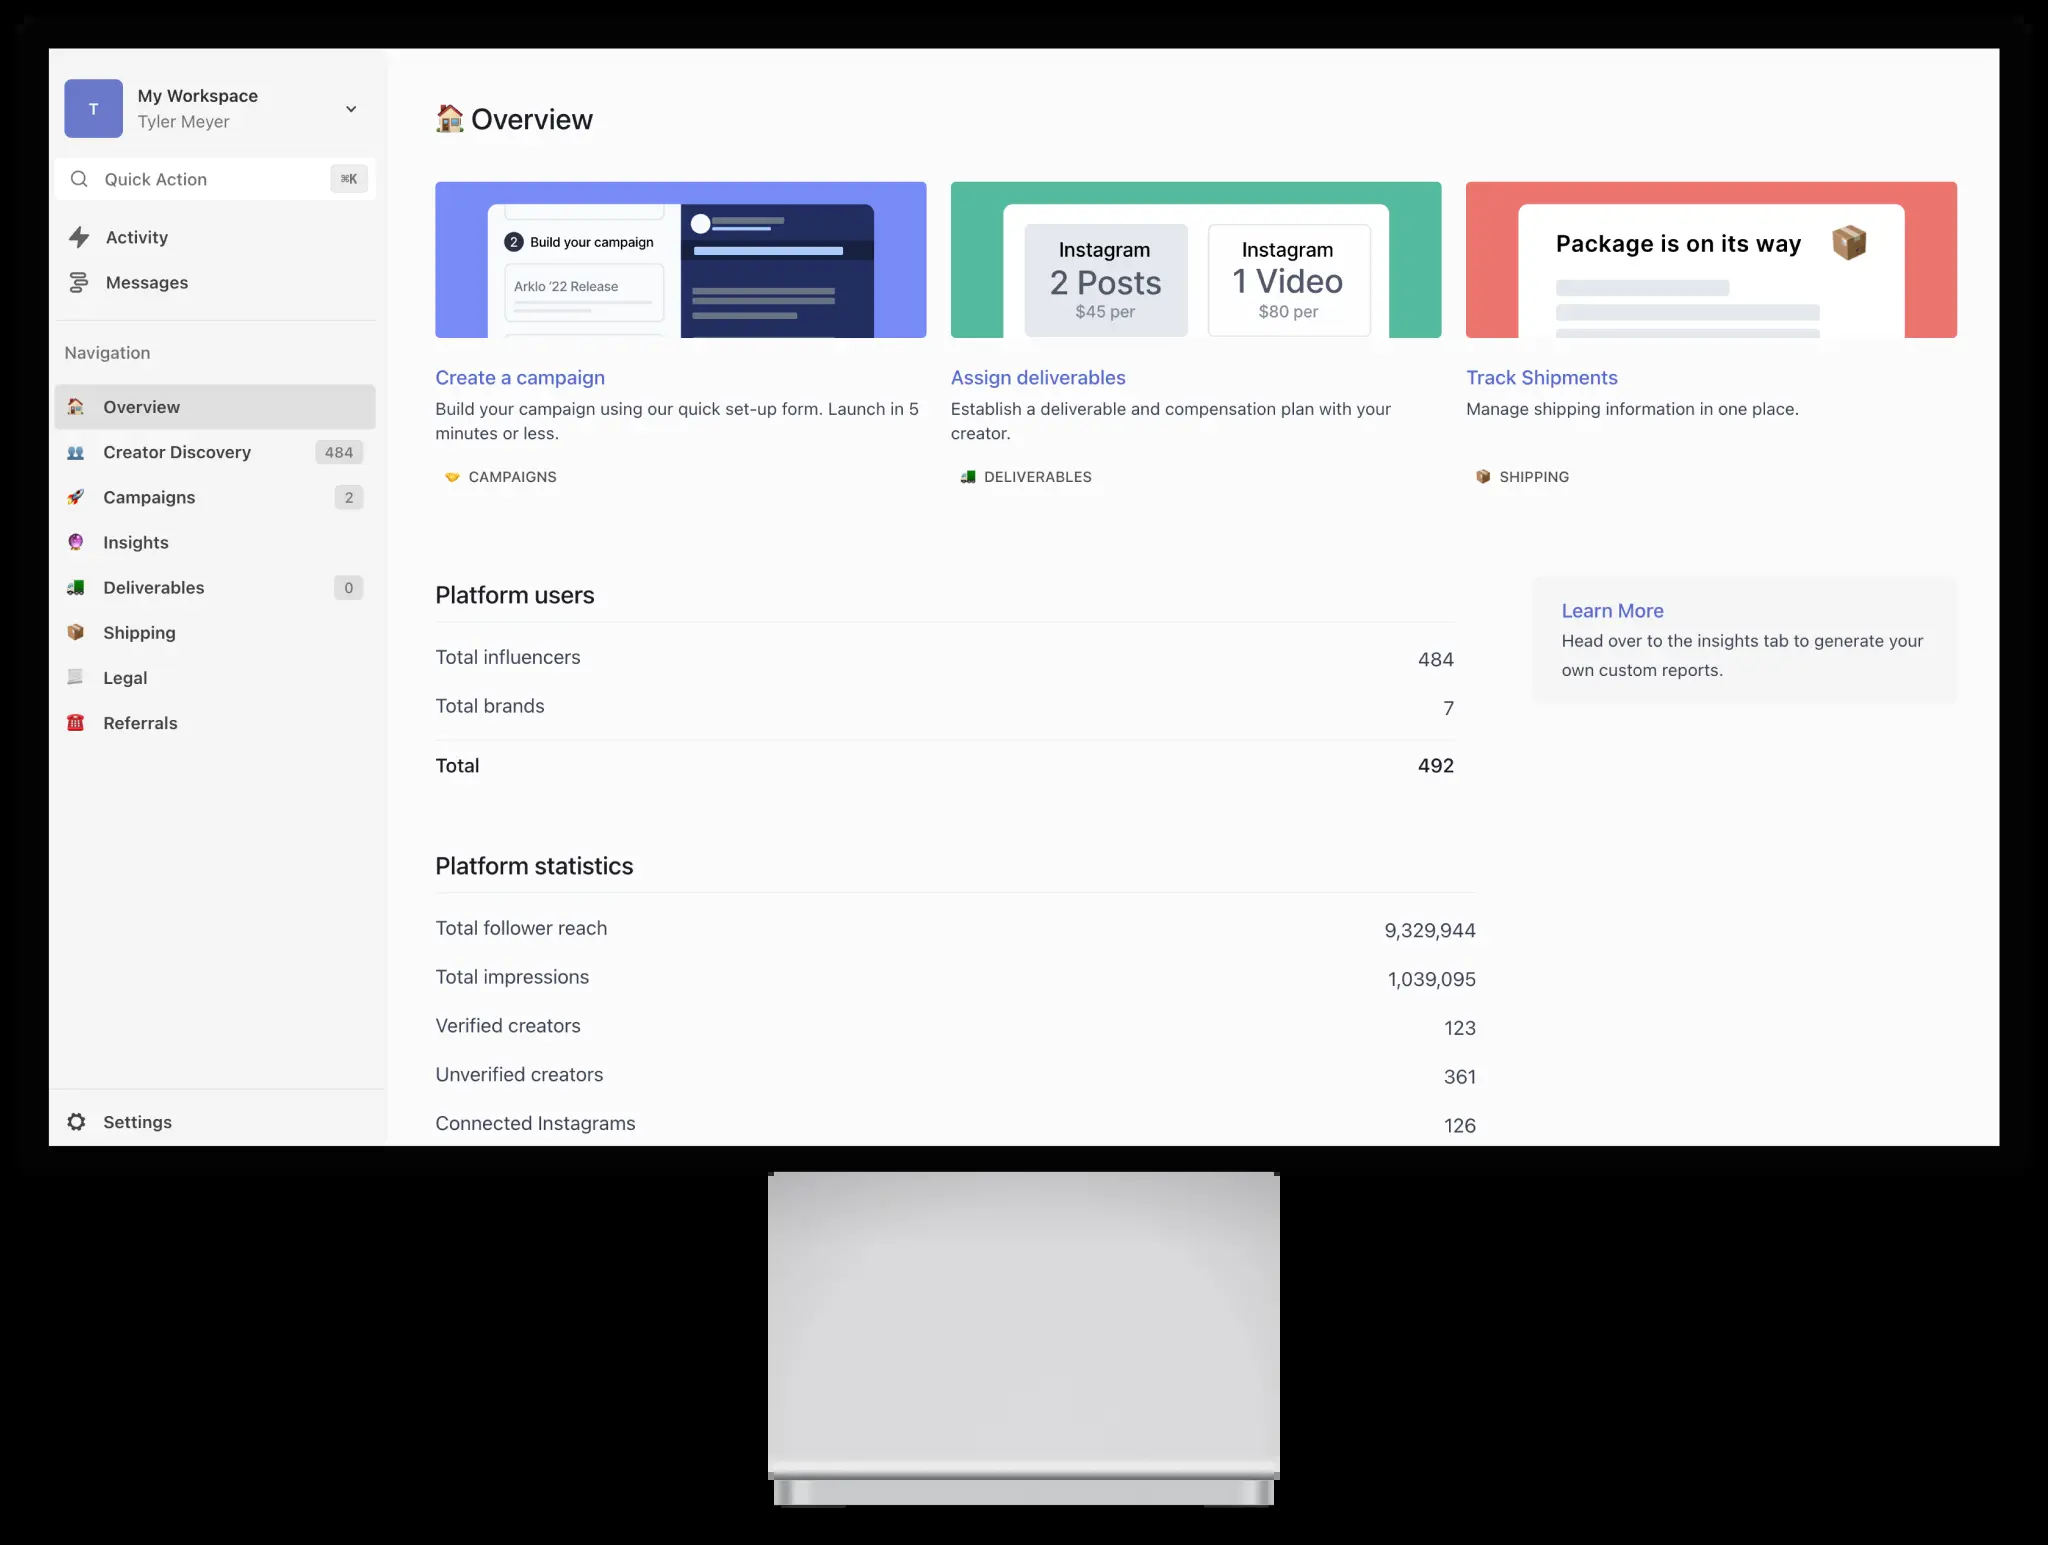 T
My Workspace
Tyler Meyer
Quick Action
⌘K
Activity
Messages
Navigation
Overview
Creator Discovery
484
Campaigns
2
Insights
Deliverables
0
Shipping
Legal
Referrals
Settings
Overview
2 Build your campaign
Arklo '22 Release
Create a campaign
Build your campaign using our quick set-up form. Launch in 5
minutes or less.
CAMPAIGNS
Instagram
2 Posts
$45 per
Instagram
1 Video
$80 per
Assign deliverables
Establish a deliverable and compensation plan with your
creator.
DELIVERABLES
Package is on its way
Track Shipments
Manage shipping information in one place.
SHIPPING
Platform users
Total influencers 484
Total brands 7
Total 492
Learn More
Head over to the insights tab to generate your
own custom reports.
Platform statistics
Total follower reach 9,329,944
Total impressions 1,039,095
Verified creators 123
Unverified creators 361
Connected Instagrams 126